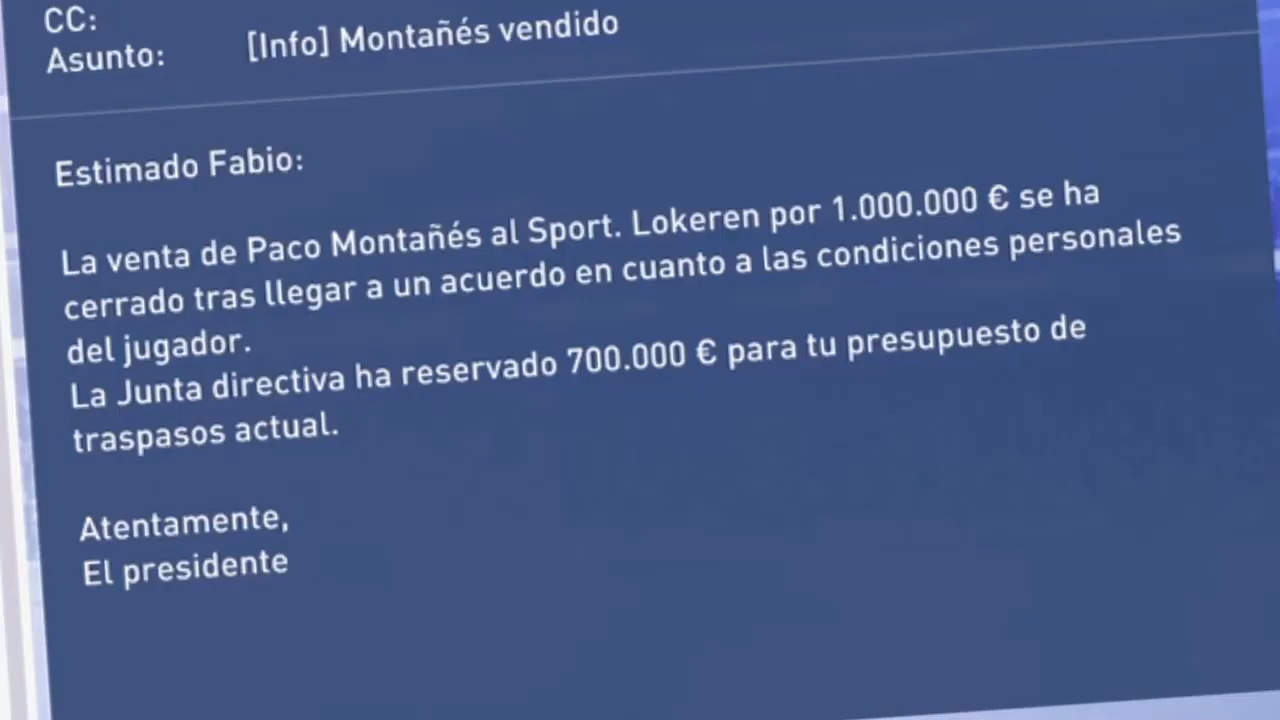 CC:
Asunto: [Info] Montañés vendido
Estimado Fabio:
La venta de Paco Montañés al Sport. Lokeren por 1.000.000 € se ha
cerrado tras llegar a un acuerdo en cuanto a las condiciones personales
del jugador.
La Junta directiva ha reservado 700.000 € para tu presupuesto de
traspasos actual.
Atentamente,
El presidente